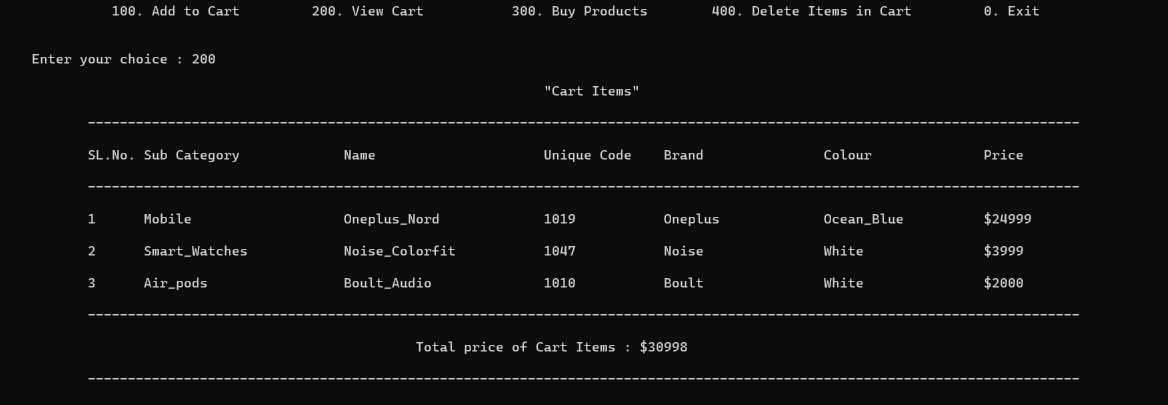 100. Add to Cart 200. View Cart 300. Buy Products 400. Delete Items in Cart 0. Exit
Enter your choice : 200
"Cart Items"
SL.No. Sub Category Name Unique Code Brand Colour Price
1 Mobile Oneplus_Nord 1019 Oneplus Ocean_Blue $24999
2 Smart_Watches Noise_Colorfit 1047 Noise White $3999
3 Air_pods Boult_Audio 1010 Boult White $2000
Total price of Cart Items : $30998